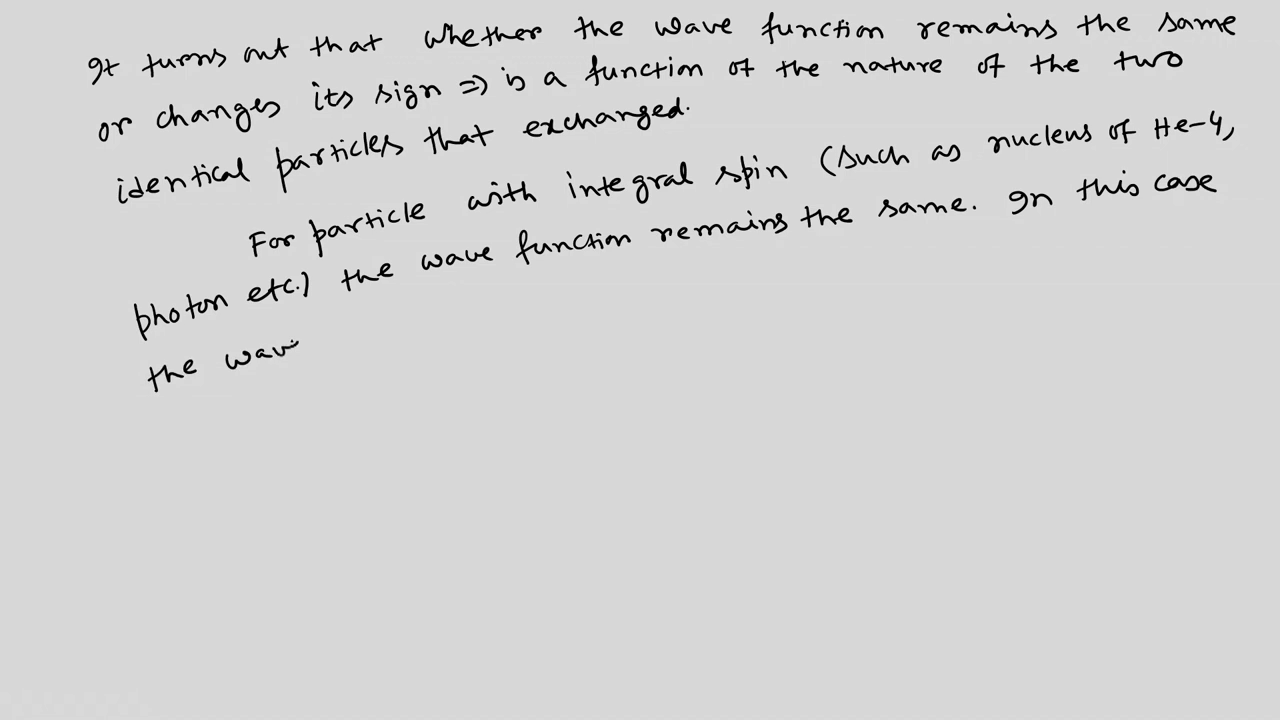 It turns out that whether the wave function remains the same
or changes its sign => is a function of the nature of the two
identical particles that exchanged.
For particle with integral spin (such as nucleus of He-4,
photon etc.) the wave function remains the same. In this case
the wav